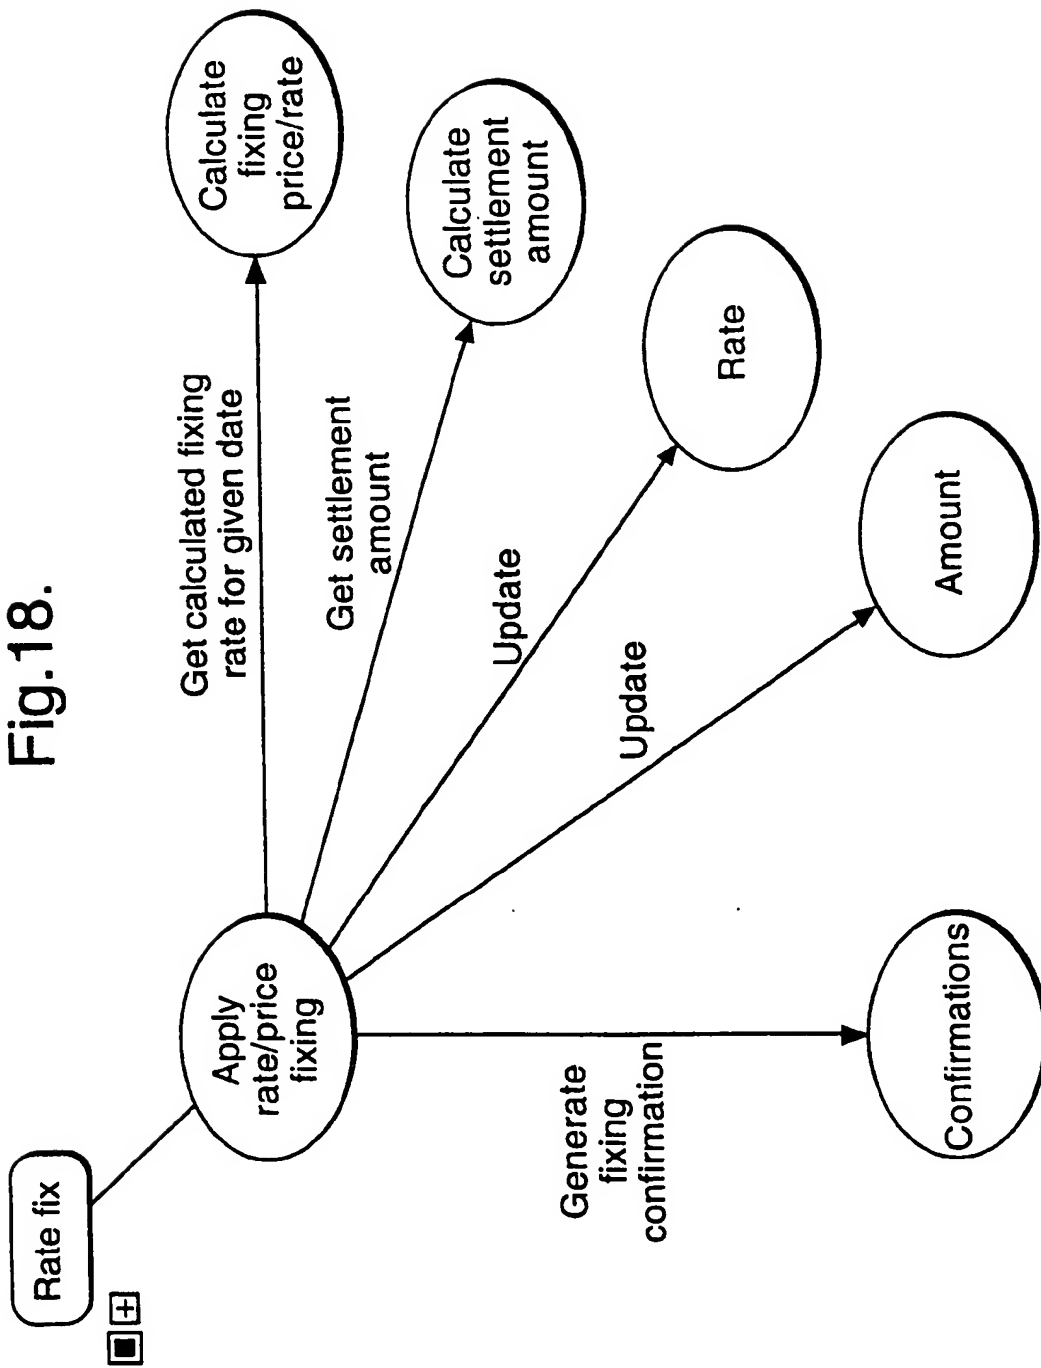 Fig.18.
Rate fix
Apply
rate/price
fixing
Get calculated fixing
rate for given date
Calculate
fixing
price/rate
Get settlement
amount
Calculate
settlement
amount
Update
Rate
Update
Amount
Generate
fixing
confirmation
Confirmations